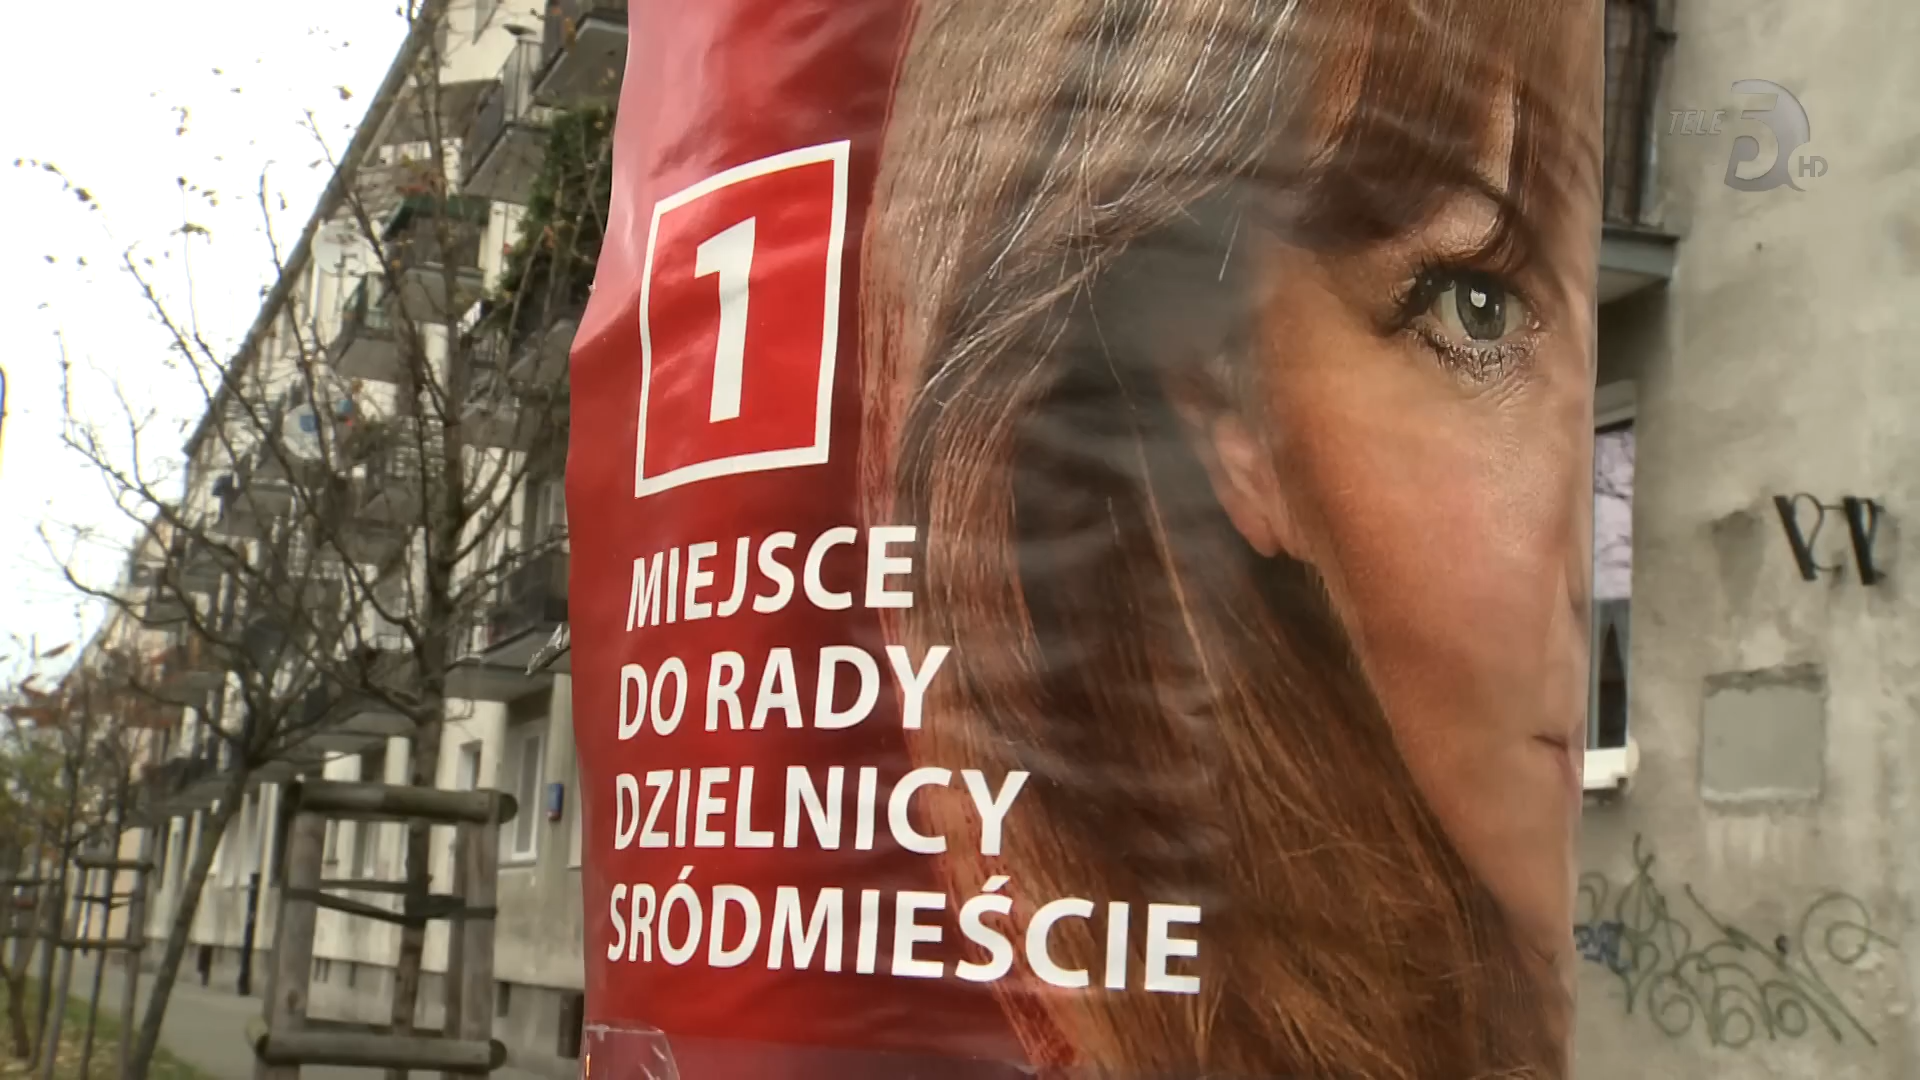 TELE 5 HD
1
MIEJSCE
DO RADY
DZIELNICY
SRÓDMIEŚCIE